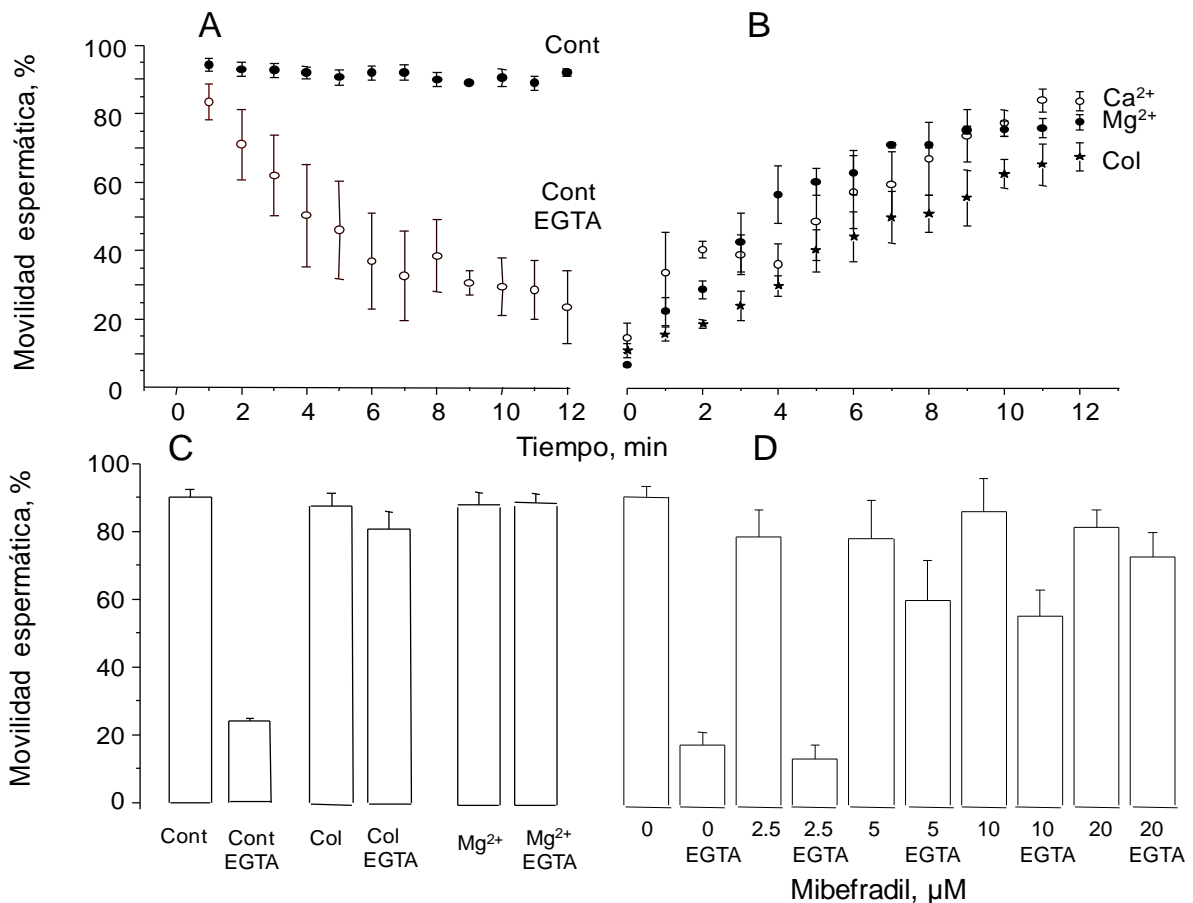 A
B
Movilidad espermática, %
100
80
60
40
20
0
Cont
Cont
EGTA
Ca²⁺
Mg²⁺
Col
0 2 4 6 8 10 12
0 2 4 6 8 10 12
Tiempo, min
C
D
Movilidad espermática, %
100
80
60
40
20
0
Cont
Cont
EGTA
Col
Col
EGTA
Mg²⁺
Mg²⁺
EGTA
0 0 2.5 2.5 5 5 10 10 20 20
EGTA EGTA EGTA EGTA EGTA
Mibefradil, µM